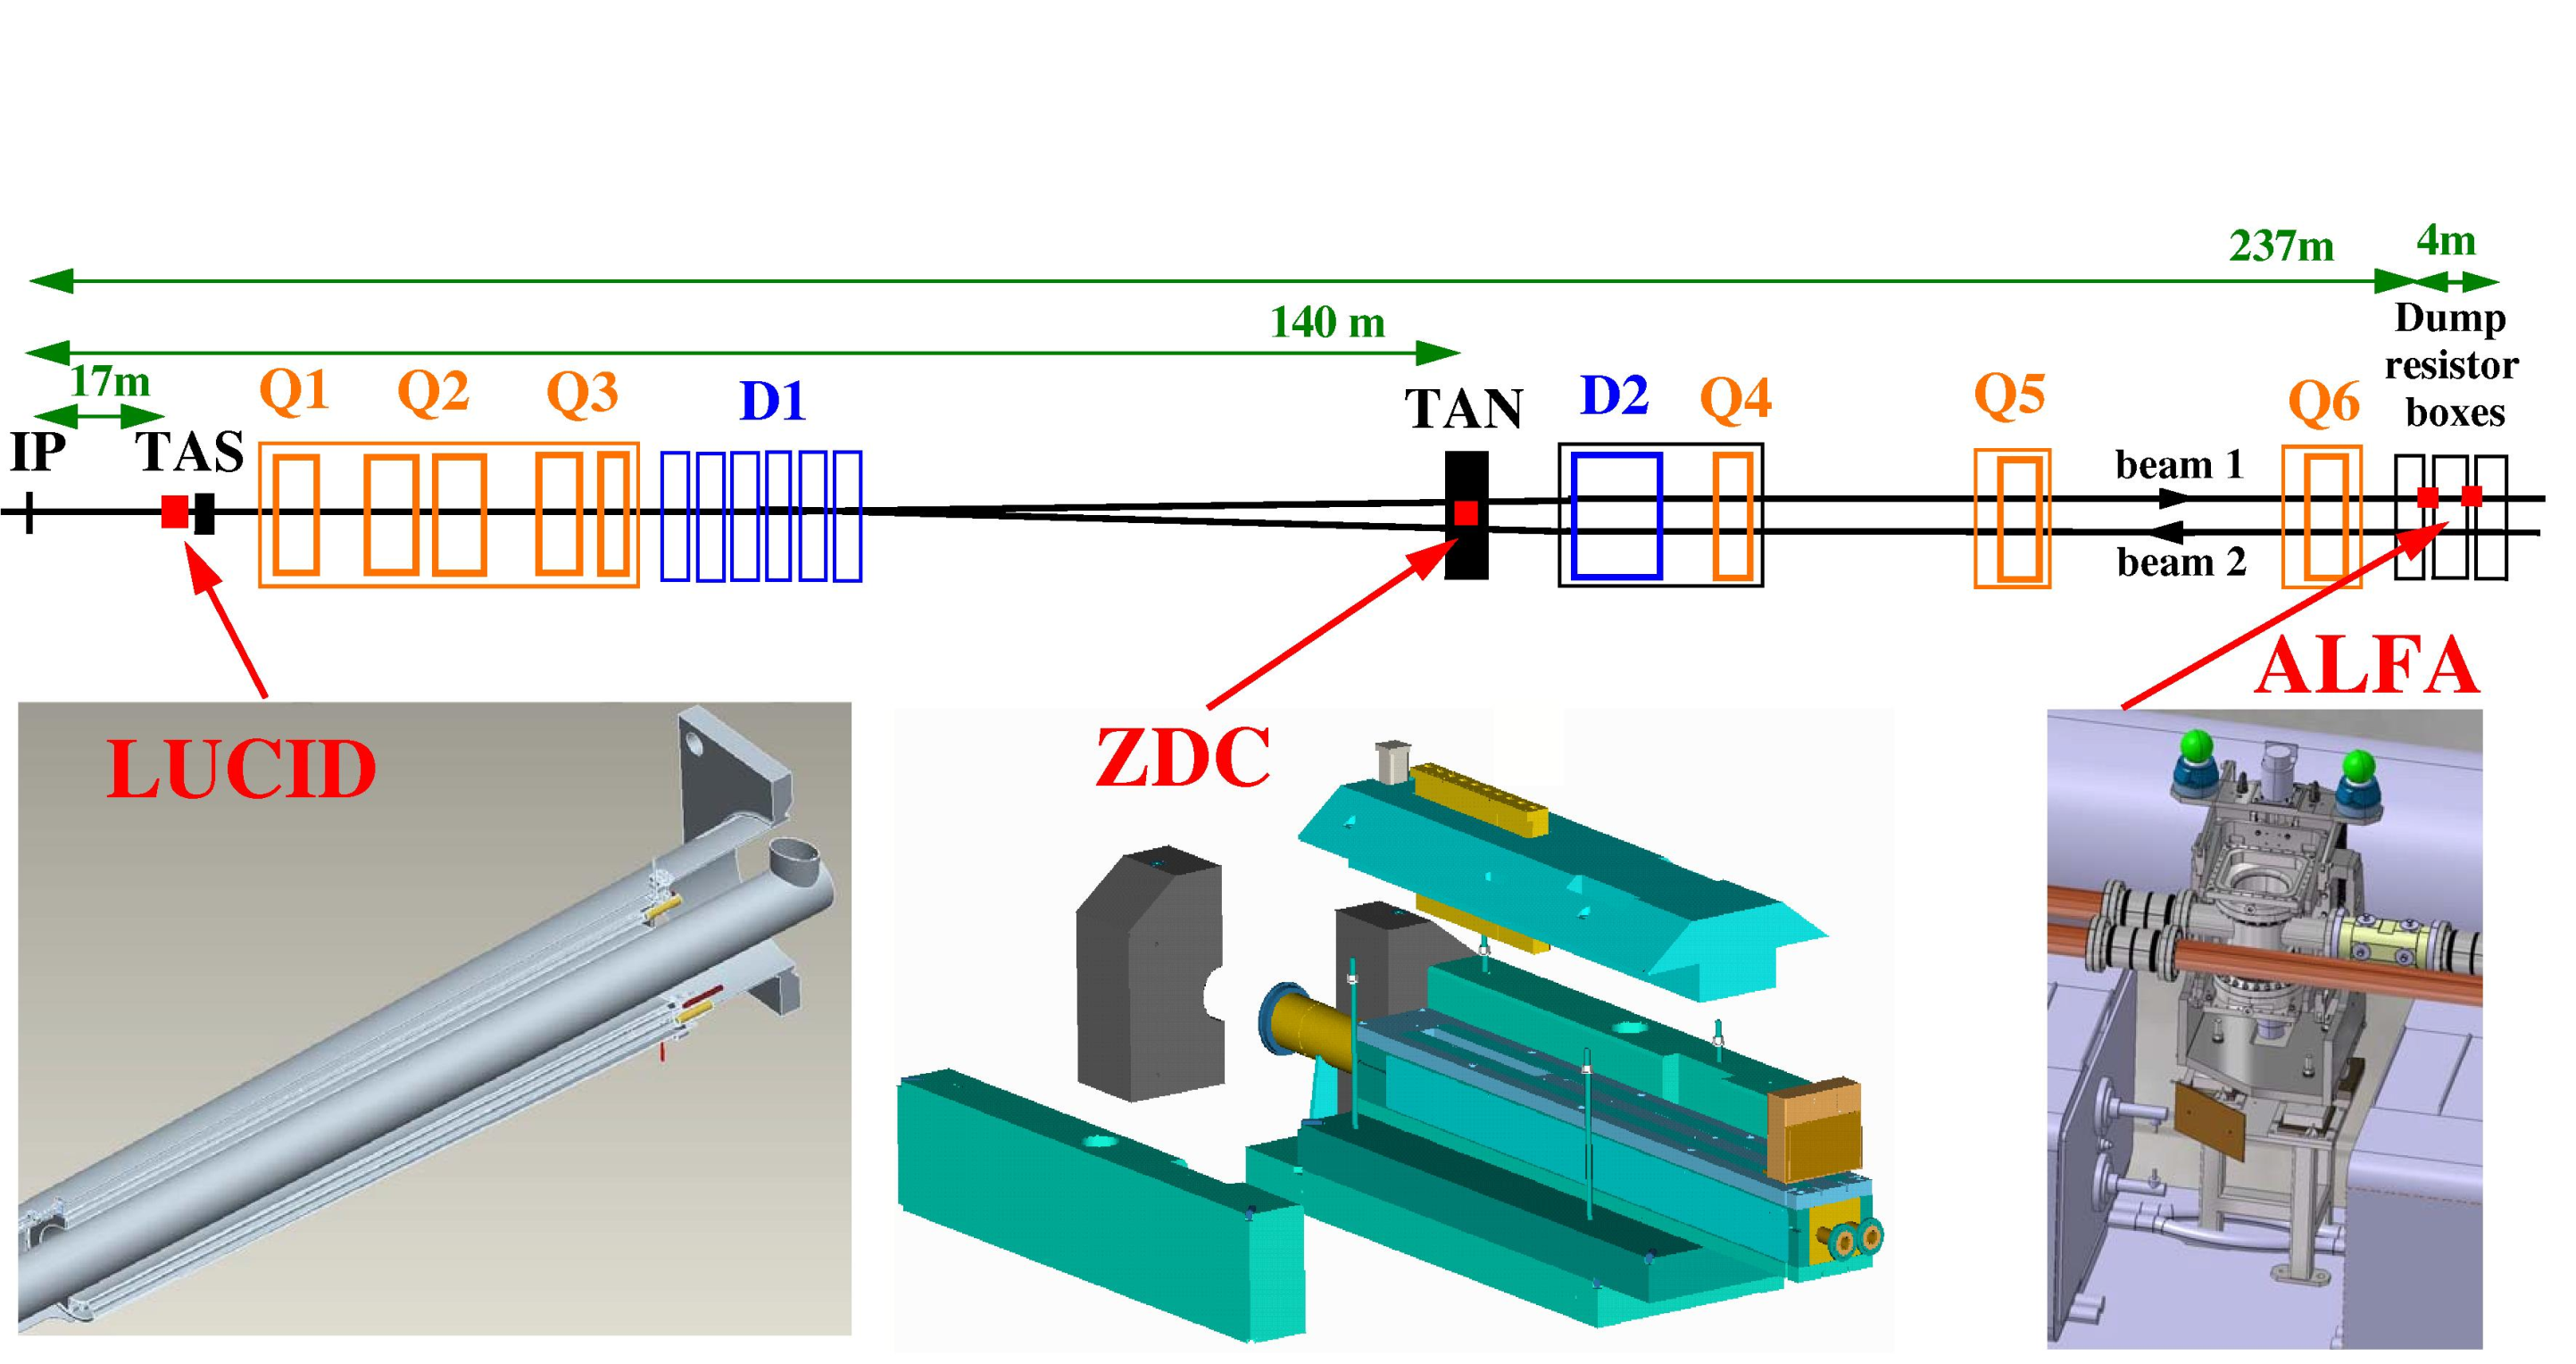 237m
4m
140 m
Dump
resistor
boxes
17m
Q1
Q2
Q3
D1
TAN
D2
Q4
Q5
Q6
IP
TAS
beam 1
beam 2
LUCID
ZDC
ALFA